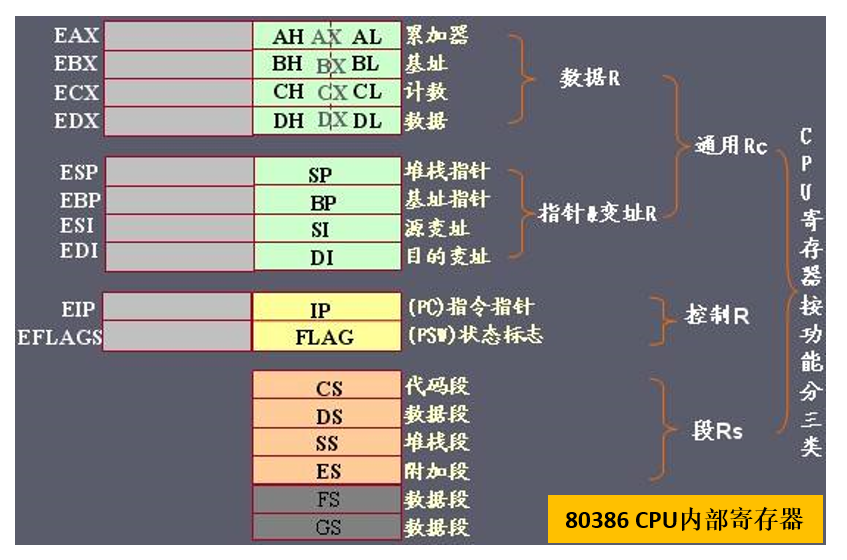 EAX AH AX AL 累加器
EBX BH BX BL 基址
ECX CH CX CL 计数
EDX DH DX DL 数据
数据R
ESP SP 堆栈指针
EBP BP 基址指针
ESI SI 源变址
EDI DI 目的变址
指针&变址R
通用Rc
EIP IP (PC)指令指针
EFLAGS FLAG (PSW)状态标志
控制R
CS 代码段
DS 数据段
SS 堆栈段
ES 附加段
FS 数据段
GS 数据段
段Rs
CPU寄存器按功能分三类
80386 CPU内部寄存器